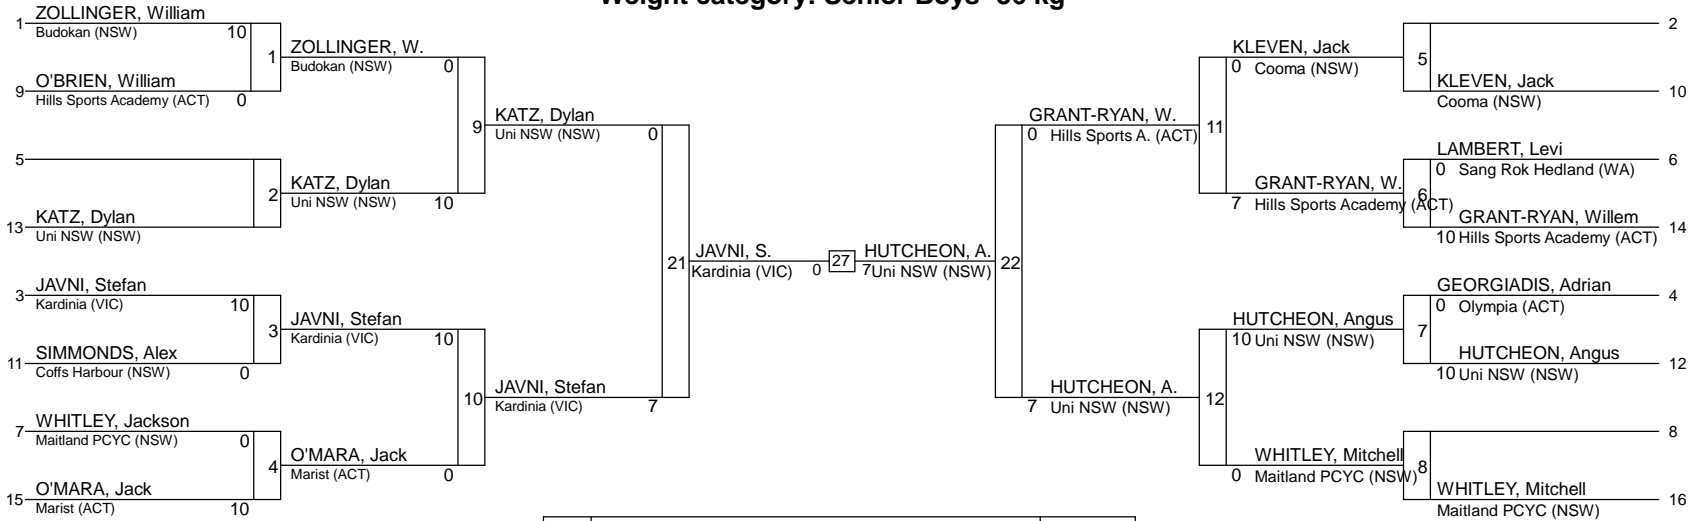 Weight category: Senior Boys
ZOLLINGER, William
1
Budokan (NSW)
10
1
ZOLLINGER, W.
Budokan (NSW)
0
O'BRIEN, William
9
Hills Sports Academy (ACT)
0
9
KATZ, Dylan
Uni NSW (NSW)
0
5
2
KATZ, Dylan
Uni NSW (NSW)
10
KATZ, Dylan
13
Uni NSW (NSW)
21
JAVNI, S.
Kardinia (VIC)
0
JAVNI, Stefan
3
Kardinia (VIC)
10
3
JAVNI, Stefan
Kardinia (VIC)
10
SIMMONDS, Alex
11
Coffs Harbour (NSW)
0
10
JAVNI, Stefan
Kardinia (VIC)
7
WHITLEY, Jackson
7
Maitland PCYC (NSW)
0
4
O'MARA, Jack
Marist (ACT)
0
O'MARA, Jack
15
Marist (ACT)
10
27
HUTCHEON, A.
7 Uni NSW (NSW)
22
GRANT-RYAN, W.
0 Hills Sports A. (ACT)
11
KLEVEN, Jack
0 Cooma (NSW)
5
2
KLEVEN, Jack
10
Cooma (NSW)
GRANT-RYAN, W.
7 Hills Sports Academy (ACT)
6
LAMBERT, Levi
6
0 Sang Rok Hedland (WA)
GRANT-RYAN, Willem
14
10 Hills Sports Academy (ACT)
HUTCHEON, A.
7 Uni NSW (NSW)
12
HUTCHEON, Angus
10 Uni NSW (NSW)
7
GEORGIADIS, Adrian
4
0 Olympia (ACT)
HUTCHEON, Angus
12
10 Uni NSW (NSW)
WHITLEY, Mitchell
0 Maitland PCYC (NSW)
8
8
WHITLEY, Mitchell
16
Maitland PCYC (NSW)